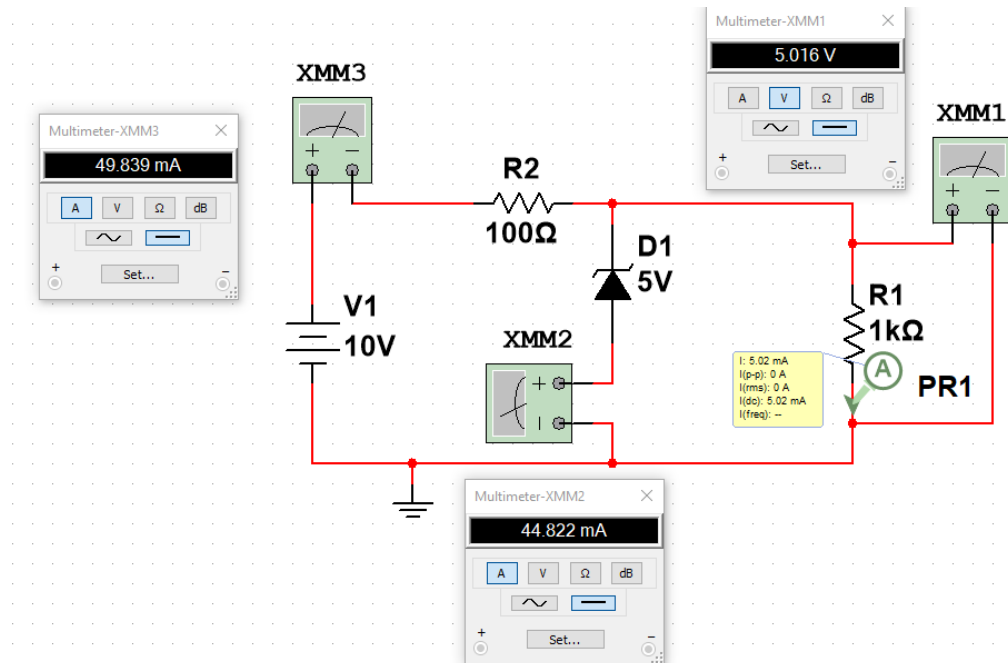 Multimeter-XMM1
5.016 V
A V Ω dB
+ Set... −
XMM3
+ −
Multimeter-XMM3
49.839 mA
A V Ω dB
+ Set... −
XMM1
+ −
R2
100Ω
D1
5V
V1
10V
XMM2
+
−
R1
1kΩ
I: 5.02 mA
I(p-p): 0 A
I(rms): 0 A
I(dc): 5.02 mA
I(freq): --
A
PR1
Multimeter-XMM2
44.822 mA
A V Ω dB
+ Set... −